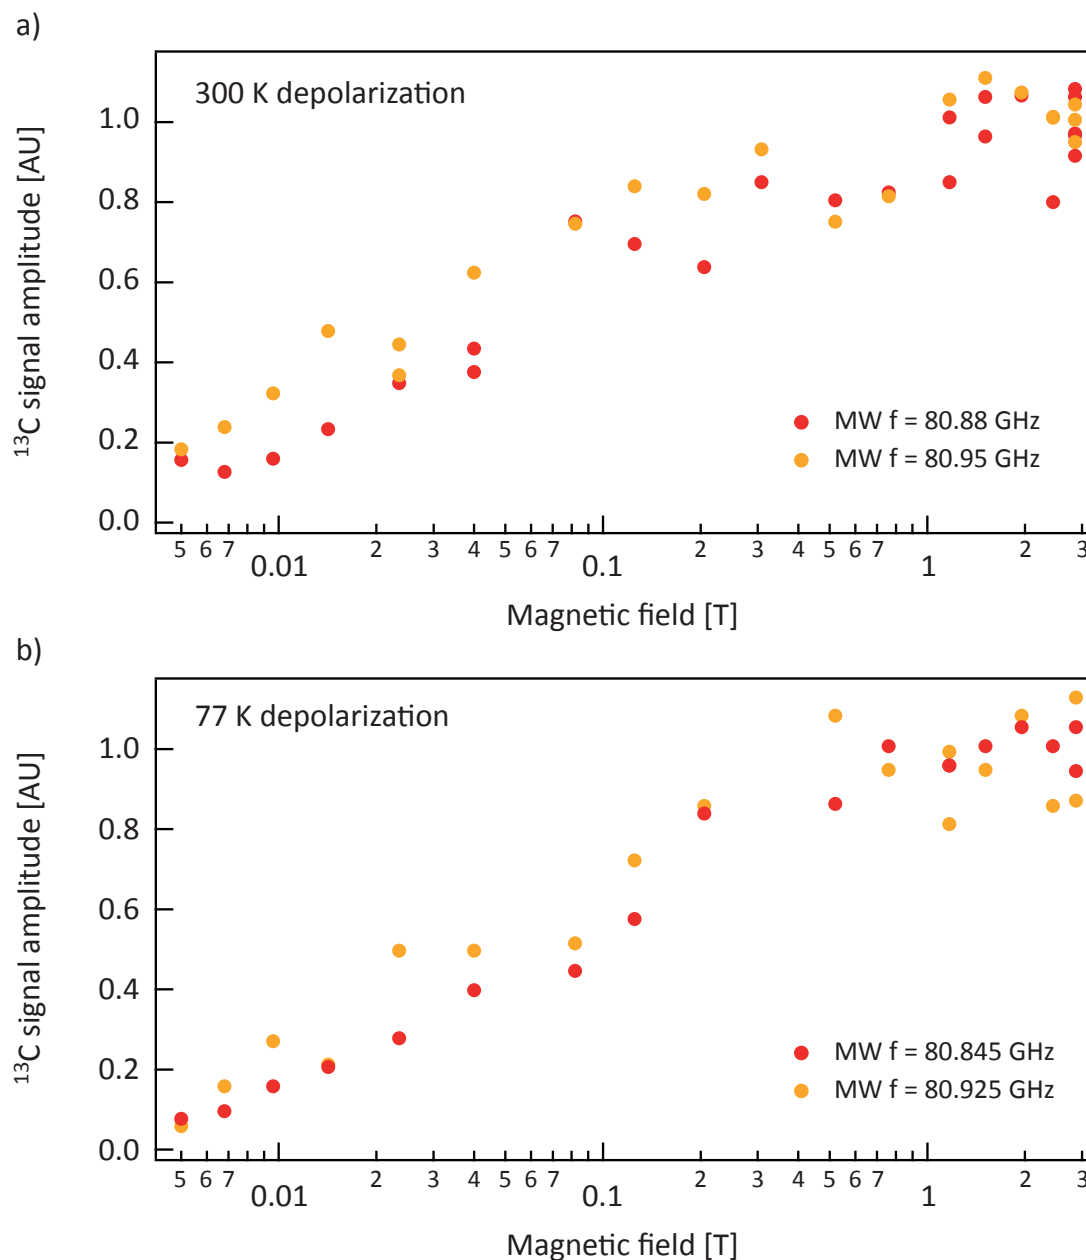 a)
300 K depolarization
¹³C signal amplitude [AU]
1.0
0.8
0.6
0.4
0.2
0.0
MW f = 80.88 GHz
MW f = 80.95 GHz
5 6 7 2 3 4 5 6 7 2 3 4 5 6 7 2 3
0.01 0.1 1
Magnetic field [T]
b)
77 K depolarization
¹³C signal amplitude [AU]
1.0
0.8
0.6
0.4
0.2
0.0
MW f = 80.845 GHz
MW f = 80.925 GHz
5 6 7 2 3 4 5 6 7 2 3 4 5 6 7 2 3
0.01 0.1 1
Magnetic field [T]